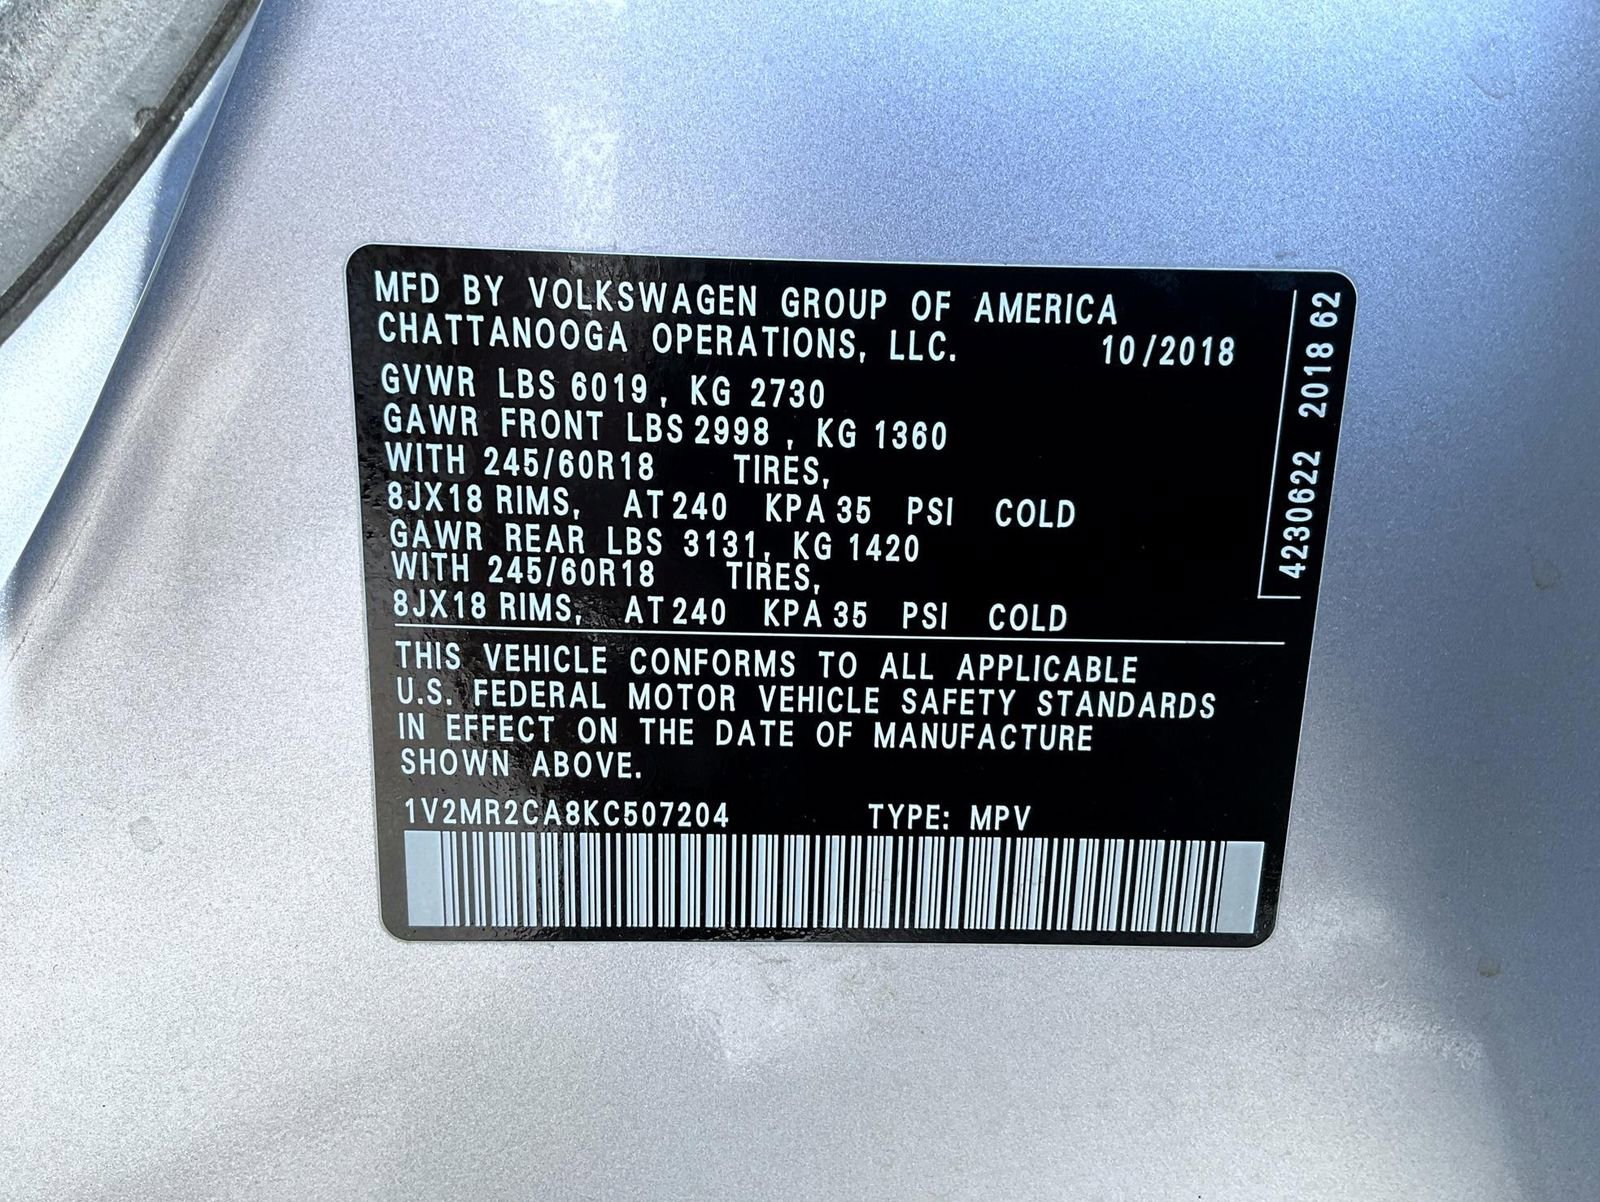 MFD BY VOLKSWAGEN GROUP OF AMERICA
CHATTANOOGA OPERATIONS, LLC. 10/2018
GVWR LBS 6019, KG 2730
GAWR FRONT LBS 2998, KG 1360
WITH 245/60R18 TIRES,
8JX18 RIMS, AT 240 KPA 35 PSI COLD
GAWR REAR LBS 3131, KG 1420
WITH 245/60R18 TIRES,
8JX18 RIMS, AT 240 KPA 35 PSI COLD
THIS VEHICLE CONFORMS TO ALL APPLICABLE
U.S. FEDERAL MOTOR VEHICLE SAFETY STANDARDS
IN EFFECT ON THE DATE OF MANUFACTURE
SHOWN ABOVE.
1V2MR2CA8KC507204 TYPE: MPV
4230622 2018 62